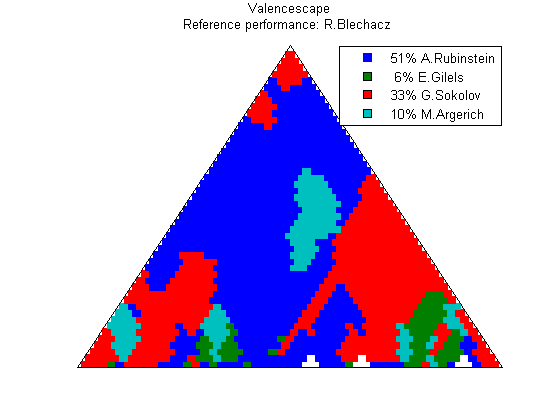 Valencescape
Reference performance: R.Blechacz
51% A.Rubinstein
6% E.Gilels
33% G.Sokolov
10% M.Argerich